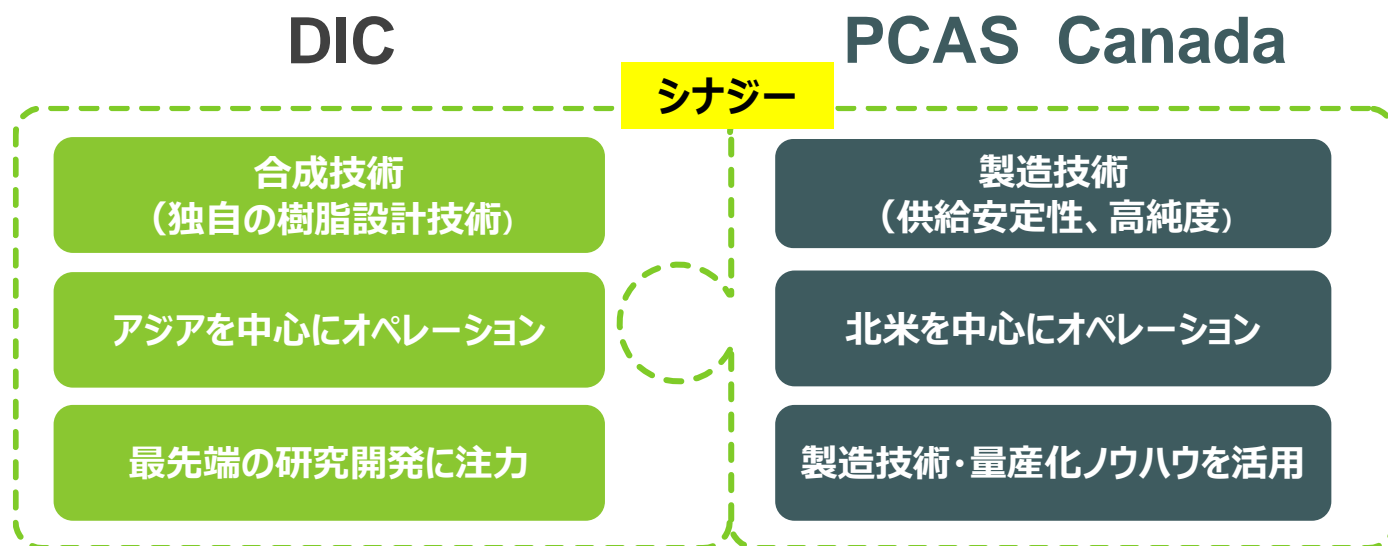 DIC
PCAS Canada
シナジー
合成技術
（独自の樹脂設計技術）
アジアを中心にオペレーション
最先端の研究開発に注力
製造技術
（供給安定性、高純度）
北米を中心にオペレーション
製造技術・量産化ノウハウを活用